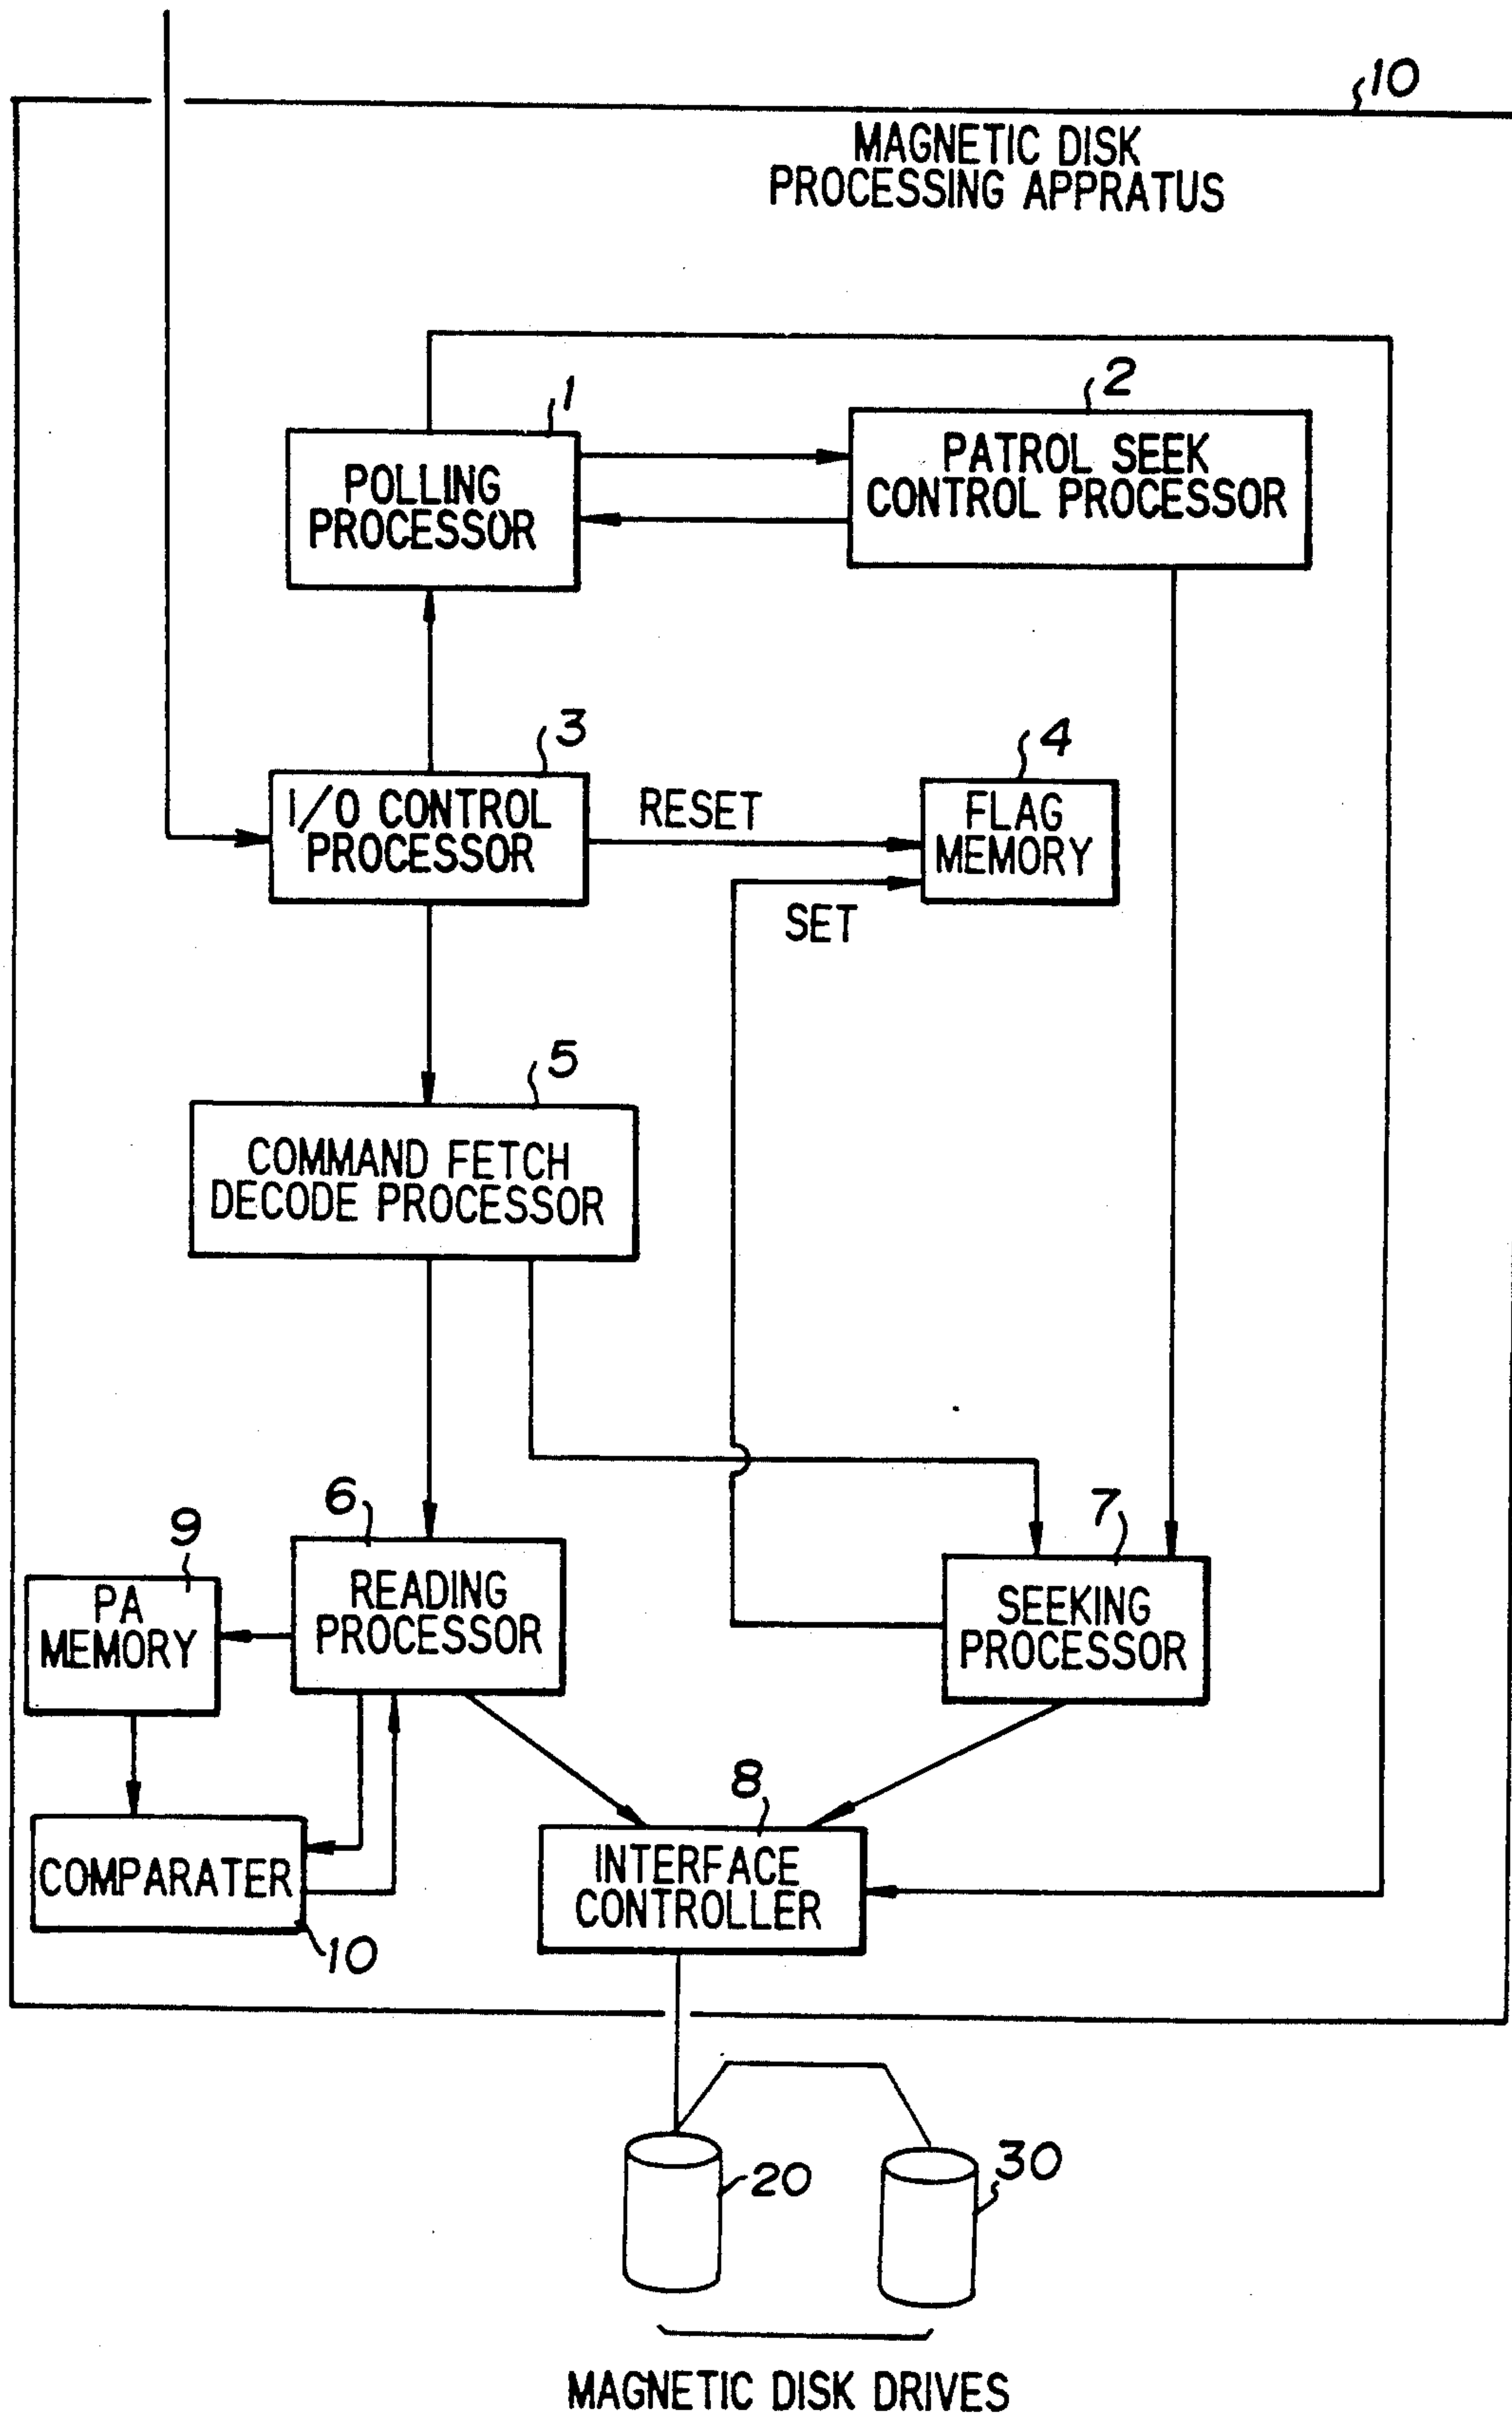 10
MAGNETIC DISK
PROCESSING APPRATUS
1
POLLING
PROCESSOR
2
PATROL SEEK
CONTROL PROCESSOR
3
I/O CONTROL
PROCESSOR
RESET
4
FLAG
MEMORY
SET
5
COMMAND FETCH
DECODE PROCESSOR
6
READING
PROCESSOR
7
SEEKING
PROCESSOR
9
PA
MEMORY
8
INTERFACE
CONTROLLER
COMPARATER
10
20
30
MAGNETIC DISK DRIVES